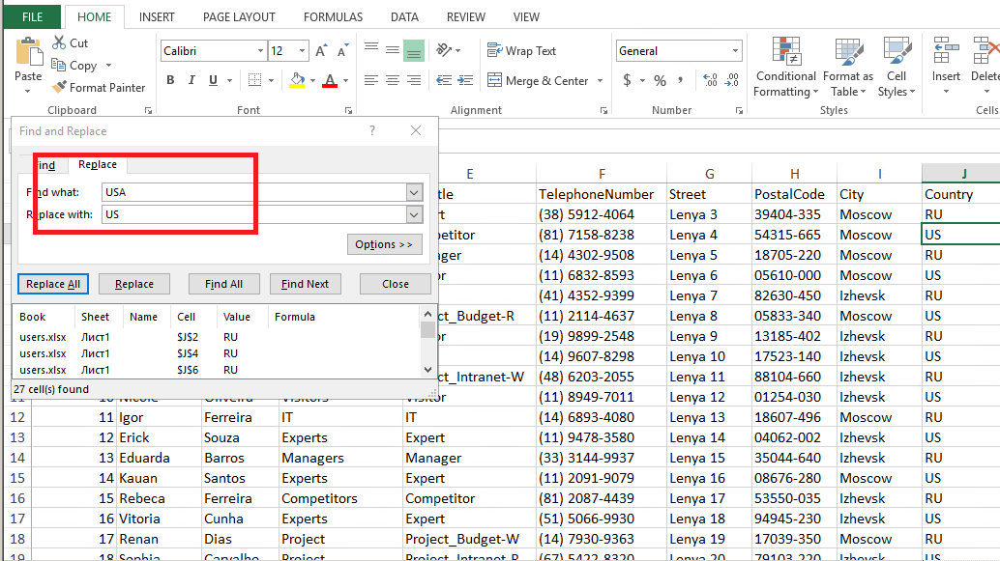 FILE HOME INSERT PAGE LAYOUT FORMULAS DATA REVIEW VIEW
Paste
Cut
Copy
Format Painter
Clipboard
Calibri 12
B I U
A A
Font
Wrap Text
Merge & Center
Alignment
General
$ % ,
Number
Conditional Formatting
Format as Table
Cell Styles
Styles
Insert
Delete
Cells
Find and Replace ?
Replace
Find what: USA
Replace with: US
Options >>
Replace All Replace Find All Find Next Close
Book Sheet Name Cell Value Formula
users.xlsx Лист1 $J$2 RU
users.xlsx Лист1 $J$4 RU
users.xlsx Лист1 $J$6 RU
27 cell(s) found
E F G H I J
TelephoneNumber Street PostalCode City Country
(38) 5912-4064 Lenya 3 39404-335 Moscow RU
(81) 7158-8238 Lenya 4 54315-665 Moscow US
(14) 4302-9508 Lenya 5 18705-220 Moscow RU
(11) 6832-8593 Lenya 6 05610-000 Moscow US
(41) 4352-9399 Lenya 7 82630-450 Izhevsk RU
ct_Budget-R (11) 2114-4637 Lenya 8 05833-340 Moscow US
(19) 9899-2548 Lenya 9 13185-402 Izhevsk RU
(14) 9607-8298 Lenya 10 17523-140 Izhevsk US
ct_Intranet-W (48) 6203-2055 Lenya 11 88104-660 Izhevsk RU
11 10 Nicole Oliveira Visitors Visitor (11) 8949-7011 Lenya 12 01254-030 Izhevsk US
12 11 Igor Ferreira IT IT (14) 6893-4080 Lenya 13 18607-496 Moscow RU
13 12 Erick Souza Experts Expert (11) 9478-3580 Lenya 14 04062-002 Izhevsk US
14 13 Eduarda Barros Managers Manager (33) 3144-9937 Lenya 15 35044-640 Izhevsk RU
15 14 Kauan Santos Experts Expert (11) 2091-9079 Lenya 16 08676-280 Moscow US
16 15 Rebeca Ferreira Competitors Competitor (81) 2087-4439 Lenya 17 53550-035 Izhevsk RU
17 16 Vitoria Cunha Experts Expert (51) 5066-9930 Lenya 18 94945-230 Izhevsk US
18 17 Renan Dias Project Project_Budget-W (14) 7930-9363 Lenya 19 17039-350 Moscow RU
19 18 Sophia Carvalho Project Project_Intranet-R (67) 5422-8320 Lenya 20 79103-220 Izhevsk US